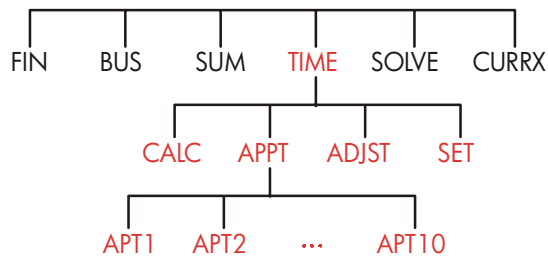 FIN BUS SUM TIME SOLVE CURRX
CALC APPT ADJST SET
APT1 APT2 ... APT10